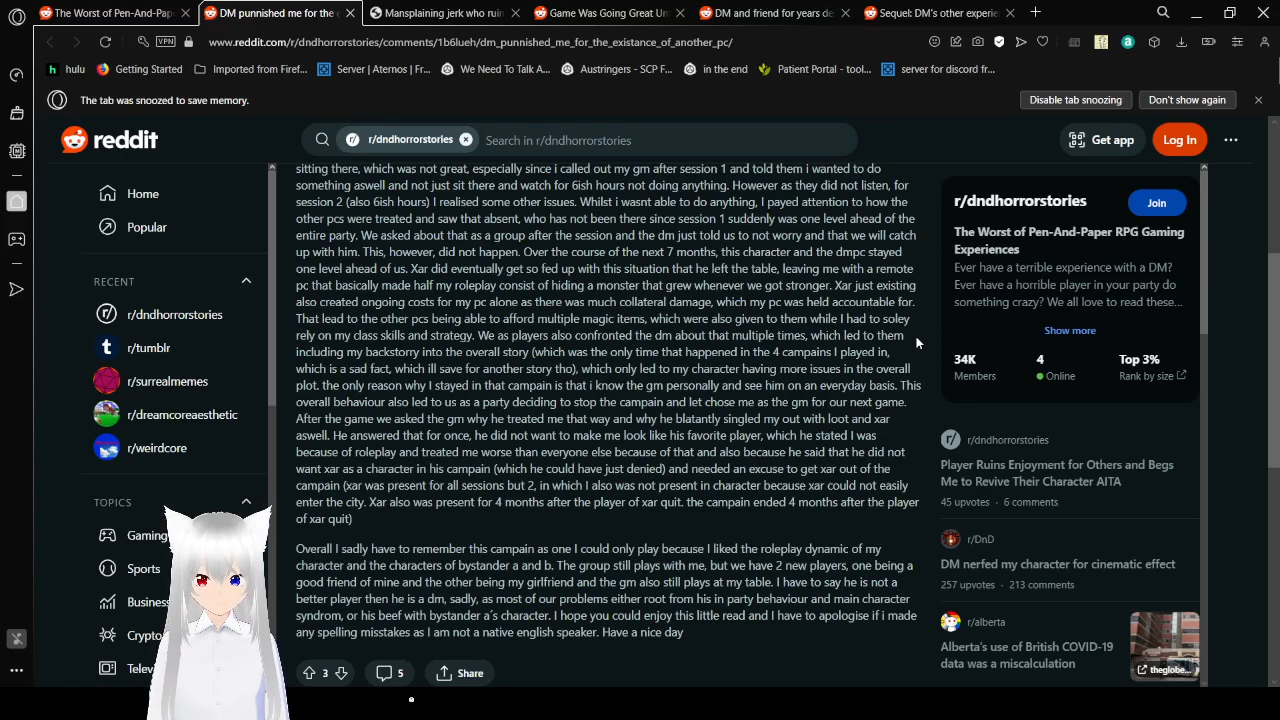 The Worst of Pen-And-Paper
DM punnished me for the e
Mansplaining jerk who ruin
Game Was Going Great Un
DM and friend for years de
Sequel: DM's other experie
VPN
www.reddit.com/r/dndhorrorstories/comments/1b6lueh/dm_punnished_me_for_the_existance_of_another_pc/
hulu
Getting Started
Imported from Firef...
Server | Aternos | Fr...
We Need To Talk A...
Austringers - SCP F...
in the end
Patient Portal - tool...
server for discord fr...
The tab was snoozed to save memory.
Disable tab snoozing
Don't show again
reddit
r/dndhorrorstories
Search in r/dndhorrorstories
Get app
Log In
Home
Popular
RECENT
r/dndhorrorstories
r/tumblr
r/surrealmemes
r/dreamcoreaesthetic
r/weirdcore
TOPICS
Gaming
Sports
Business
Crypto
Telev
sitting there, which was not great, especially since i called out my gm after session 1 and told them i wanted to do
something aswell and not just sit there and watch for 6ish hours not doing anything. However as they did not listen, for
session 2 (also 6ish hours) I realised some other issues. Whilst i wasnt able to do anything, I payed attention to how the
other pcs were treated and saw that absent, who has not been there since session 1 suddenly was one level ahead of the
entire party. We asked about that as a group after the session and the dm just told us to not worry and that we will catch
up with him. This, however, did not happen. Over the course of the next 7 months, this character and the dmpc stayed
one level ahead of us. Xar did eventually get so fed up with this situation that he left the table, leaving me with a remote
pc that basically made half my roleplay consist of hiding a monster that grew whenever we got stronger. Xar just existing
also created ongoing costs for my pc alone as there was much collateral damage, which my pc was held accountable for.
That lead to the other pcs being able to afford multiple magic items, which were also given to them while I had to soley
rely on my class skills and strategy. We as players also confronted the dm about that multiple times, which led to them
including my backstorry into the overall story (which was the only time that happened in the 4 campains I played in,
which is a sad fact, which ill save for another story tho), which only led to my character having more issues in the overall
plot. the only reason why I stayed in that campain is that i know the gm personally and see him on an everyday basis. This
overall behaviour also led to us as a party deciding to stop the campain and let chose me as the gm for our next game.
After the game we asked the gm why he treated me that way and why he blatantly singled my out with loot and xar
aswell. He answered that for once, he did not want to make me look like his favorite player, which he stated I was
because of roleplay and treated me worse than everyone else because of that and also because he said that he did not
want xar as a character in his campain (which he could have just denied) and needed an excuse to get xar out of the
campain (xar was present for all sessions but 2, in which I also was not present in character because xar could not easily
enter the city. Xar also was present for 4 months after the player of xar quit. the campain ended 4 months after the player
of xar quit)
Overall I sadly have to remember this campain as one I could only play because I liked the roleplay dynamic of my
character and the characters of bystander a and b. The group still plays with me, but we have 2 new players, one being a
good friend of mine and the other being my girlfriend and the gm also still plays at my table. I have to say he is not a
better player then he is a dm, sadly, as most of our problems either root from his in party behaviour and main character
syndrom, or his beef with bystander a´s character. I hope you could enjoy this little read and I have to apologise if i made
any spelling misstakes as I am not a native english speaker. Have a nice day
3
5
Share
r/dndhorrorstories
Join
The Worst of Pen-And-Paper RPG Gaming
Experiences
Ever have a terrible experience with a DM?
Ever have a horrible player in your party do
something crazy? We all love to read these...
Show more
34K
Members
4
Online
Top 3%
Rank by size
r/dndhorrorstories
Player Ruins Enjoyment for Others and Begs
Me to Revive Their Character AITA
45 upvotes · 6 comments
r/DnD
DM nerfed my character for cinematic effect
257 upvotes · 213 comments
r/alberta
Alberta's use of British COVID-19
data was a miscalculation
theglobe...